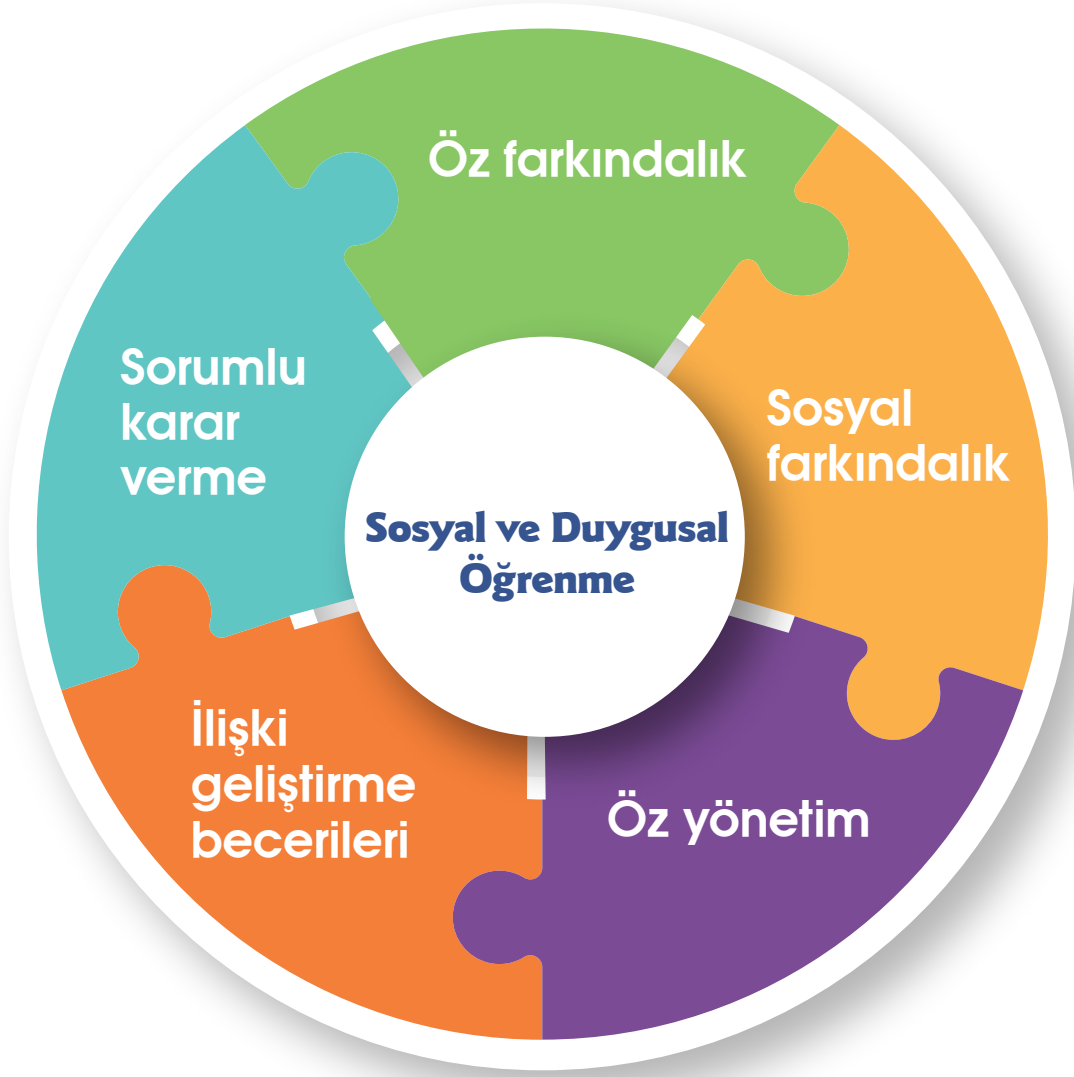 Öz farkındalık
Sosyal
farkındalık
Öz yönetim
İlişki
geliştirme
becerileri
Sorumlu
karar
verme
Sosyal ve Duygusal
Öğrenme